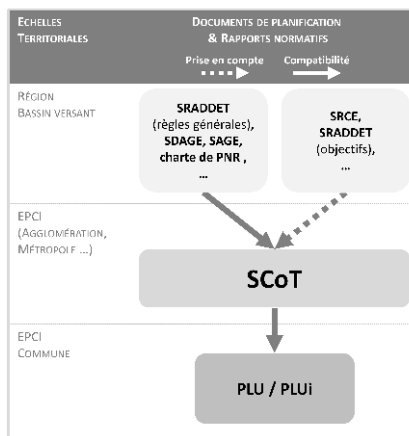 ECHELLES
TERRITORIALES
DOCUMENTS DE PLANIFICATION
& RAPPORTS NORMATIFS
Prise en compte
Compatibilité
RÉGION
BASSIN VERSANT
SRADDET
(règles générales),
SDAGE, SAGE,
charte de PNR ,
...
SRCE,
SRADDET
(objectifs),
...
EPCI
(AGGLOMÉRATION,
MÉTROPOLE ...)
SCoT
EPCI
COMMUNE
PLU / PLUi